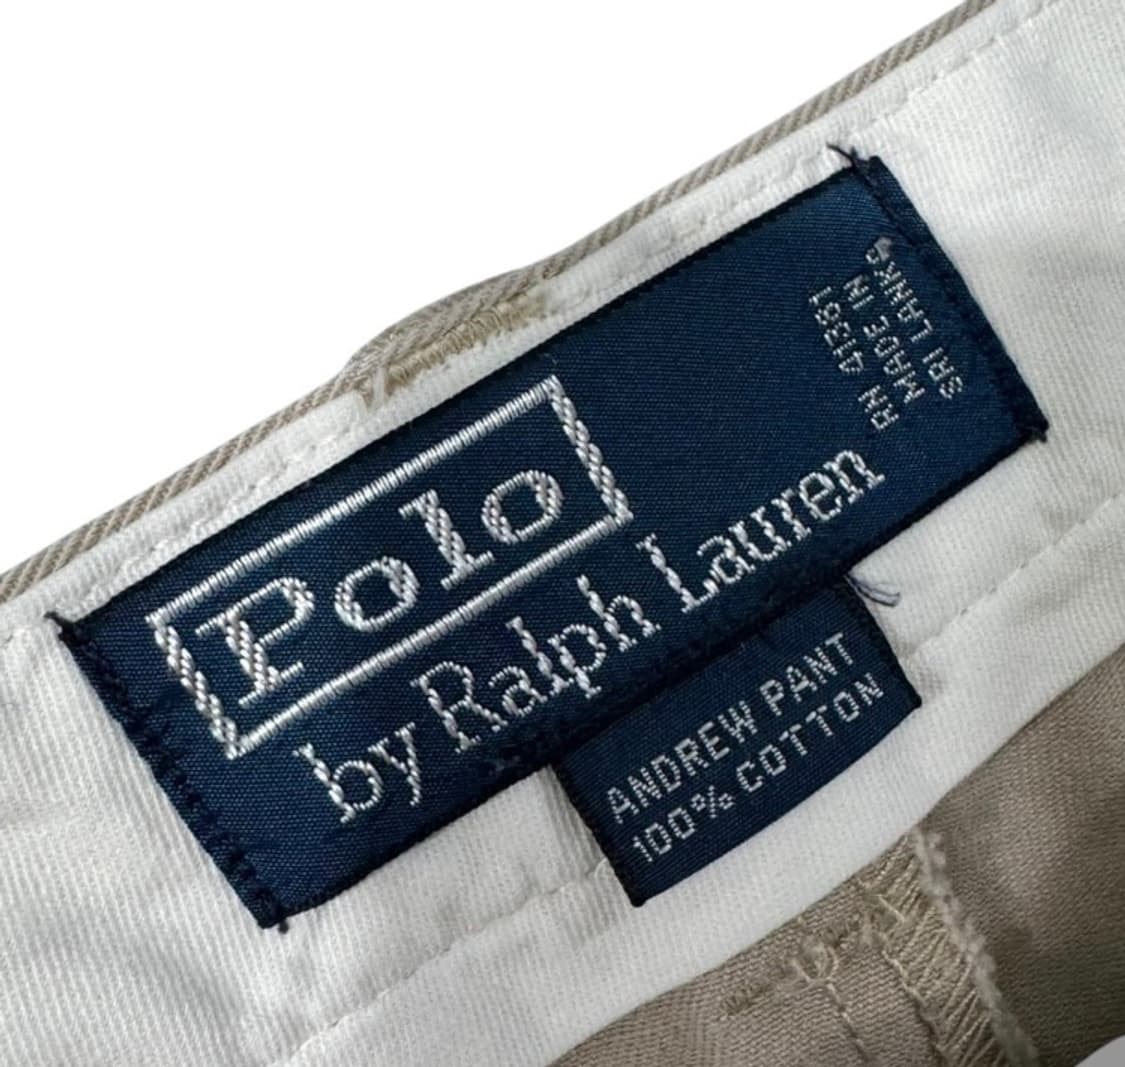 Polo
by Ralph Lauren
RN 41381
MADE IN
SRI LANKA
ANDREW PANT
100% COTTON